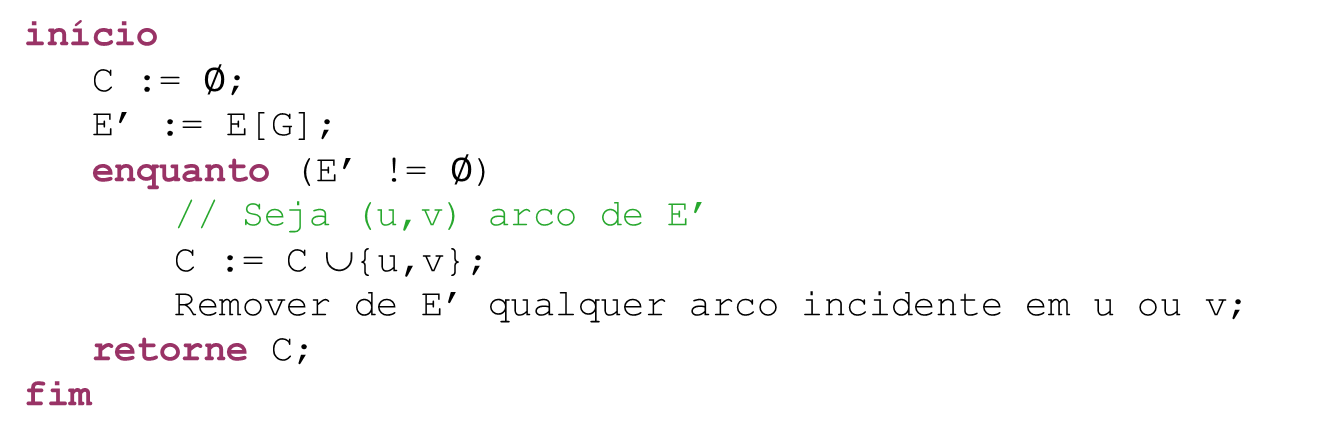 início
C := Ø;
E′ := E[G];
enquanto (E′ != Ø)
// Seja (u,v) arco de E′
C := C ∪{u,v};
Remover de E′ qualquer arco incidente em u ou v;
retorne C;
fim